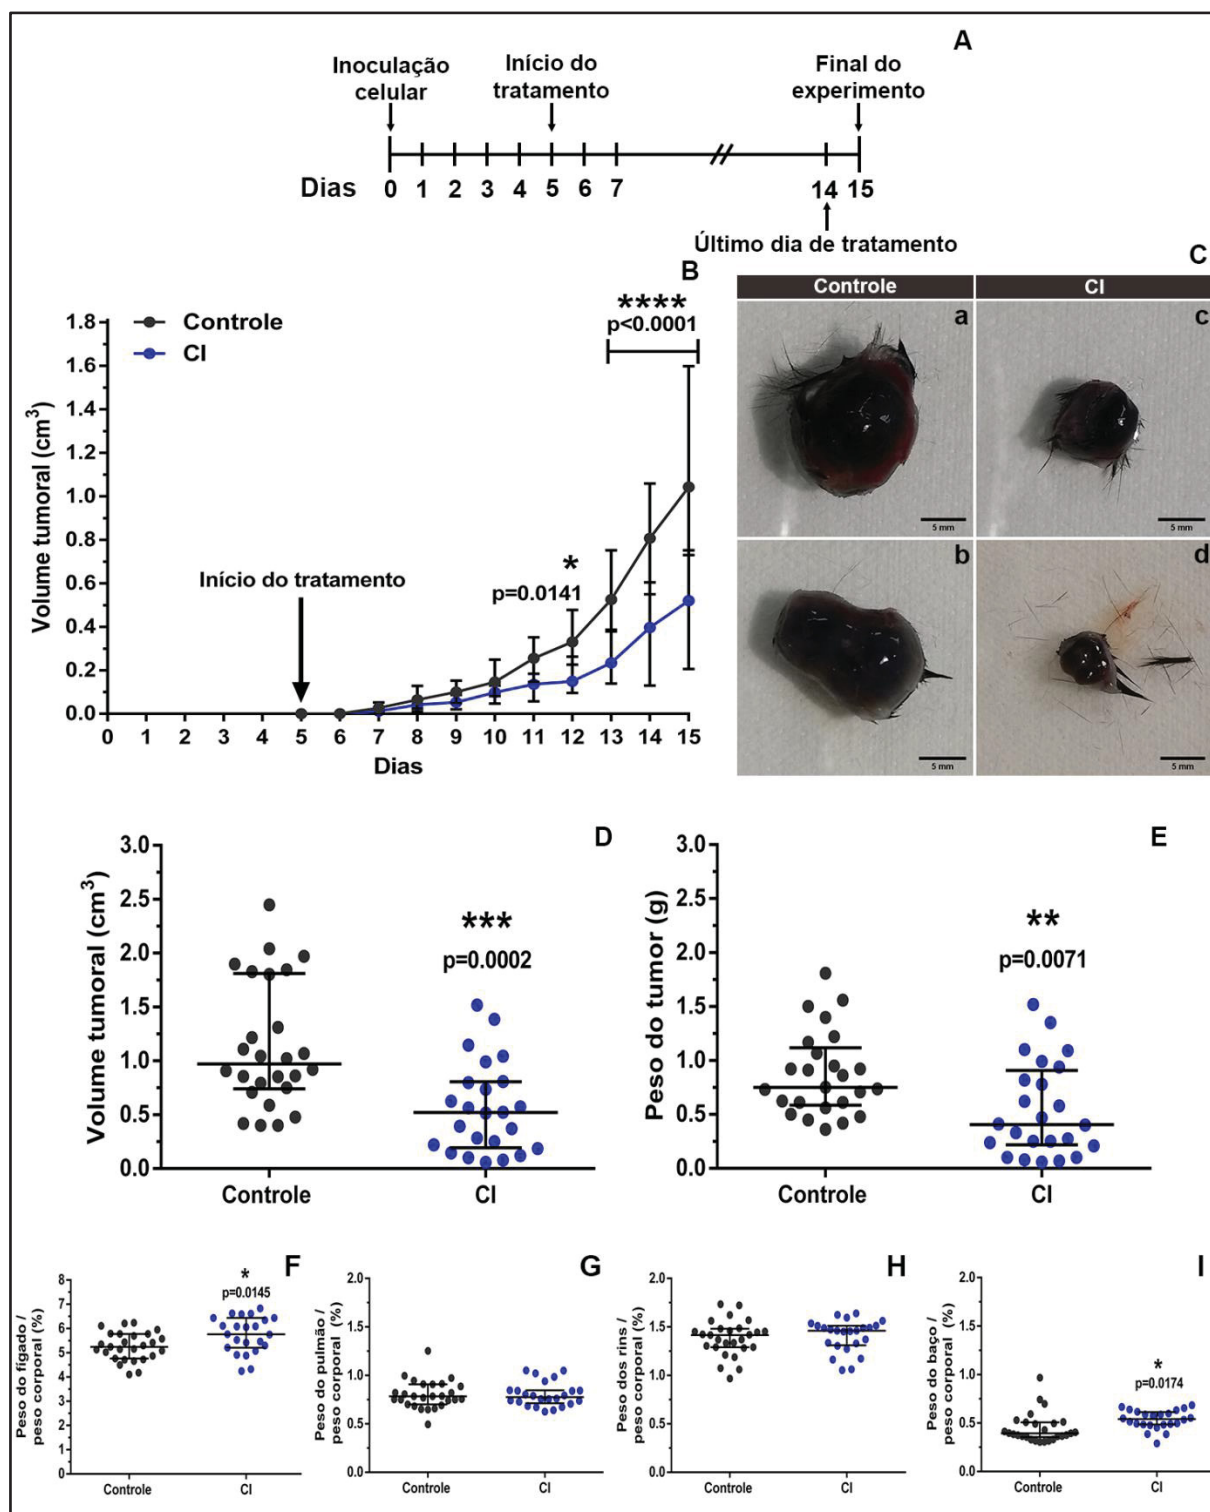 A
Inoculação
celular
Início do
tratamento
Final do
experimento
Dias 0 1 2 3 4 5 6 7 14 15
Último dia de tratamento
B
Controle
CI
****
p<0.0001
*
p=0.0141
Início do tratamento
Volume tumoral (cm³)
1.8
1.6
1.4
1.2
1.0
0.8
0.6
0.4
0.2
0.0
0 1 2 3 4 5 6 7 8 9 10 11 12 13 14 15
Dias
C
Controle CI
a
5 mm
c
5 mm
b
5 mm
d
5 mm
D
Volume tumoral (cm³)
3.0
2.5
2.0
1.5
1.0
0.5
0.0
***
p=0.0002
Controle CI
E
Peso do tumor (g)
3.0
2.5
2.0
1.5
1.0
0.5
0.0
**
p=0.0071
Controle CI
F
Peso do fígado /
peso corporal (%)
8
7
6
5
4
3
2
1
0
*
p=0.0145
Controle CI
G
Peso do pulmão /
peso corporal (%)
2.0
1.5
1.0
0.5
0.0
Controle CI
H
Peso dos rins /
peso corporal (%)
2.0
1.5
1.0
0.5
0.0
Controle CI
I
Peso do baço /
peso corporal (%)
2.0
1.5
1.0
0.5
0.0
*
p=0.0174
Controle CI